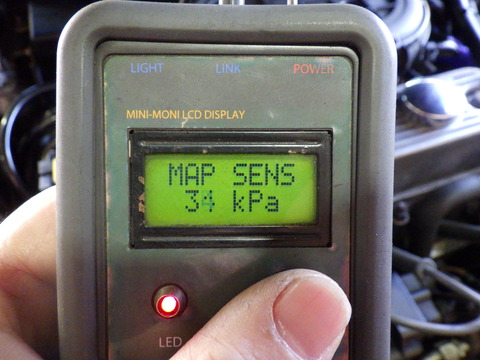 LIGHT LINK POWER
MINI-MONI LCD DISPLAY
MAP SENS
34 kPa
LED